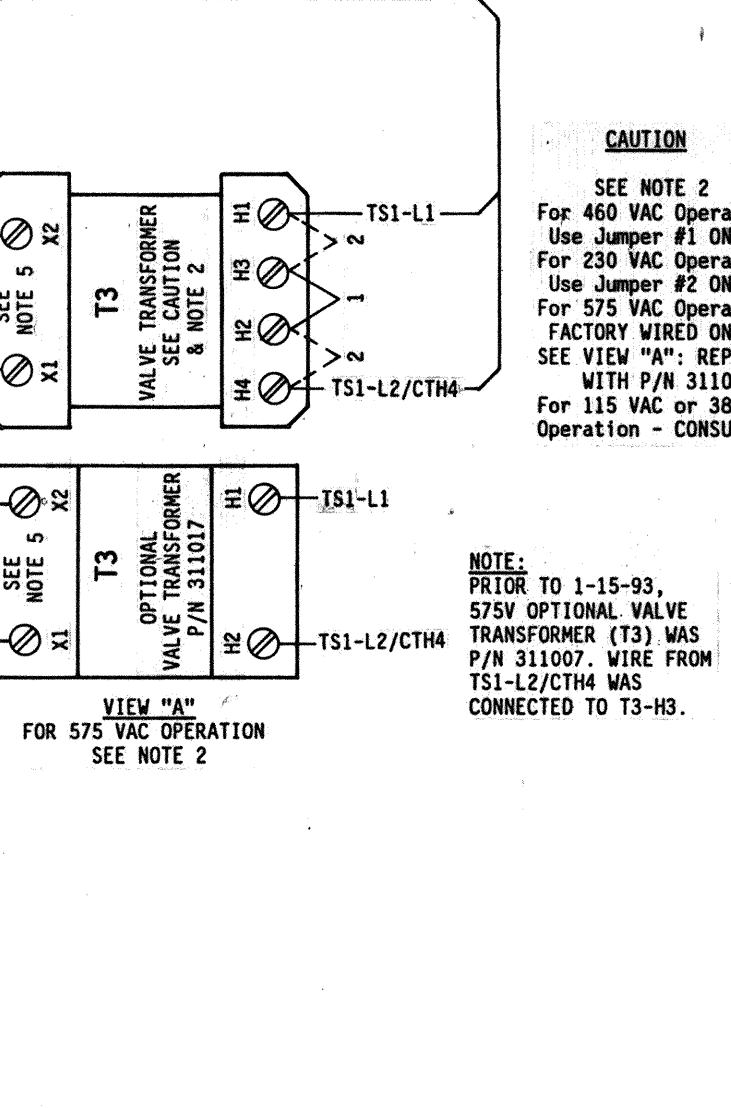 CAUTION
SEE NOTE 2
For 460 VAC Opera
Use Jumper #1 ON
For 230 VAC Opera
Use Jumper #2 ON
For 575 VAC Opera
FACTORY WIRED ON
SEE VIEW "A": REP
WITH P/N 3110
For 115 VAC or 38
Operation - CONSU
X2
SEE
NOTE 5
X1
T3
VALVE TRANSFORMER
SEE CAUTION
& NOTE 2
H1
H3
H2
H4
TS1-L1
2
1
2
TS1-L2/CTH4
X2
SEE
NOTE 5
X1
T3
OPTIONAL
VALVE TRANSFORMER
P/N 311017
H1
H2
TS1-L1
TS1-L2/CTH4
VIEW "A"
FOR 575 VAC OPERATION
SEE NOTE 2
NOTE:
PRIOR TO 1-15-93,
575V OPTIONAL VALVE
TRANSFORMER (T3) WAS
P/N 311007. WIRE FROM
TS1-L2/CTH4 WAS
CONNECTED TO T3-H3.